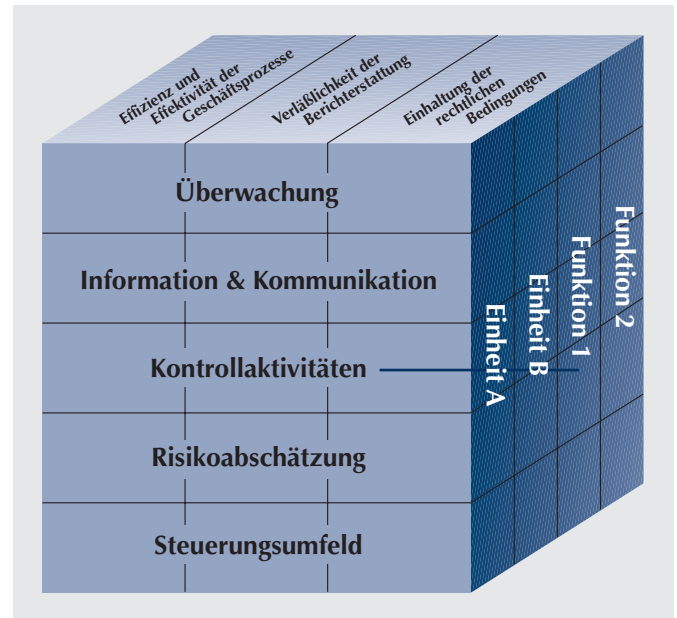 Effizienz und
Effektivität der
Geschäftsprozesse
Verläßlichkeit der
Berichterstattung
Einhaltung der
rechtlichen
Bedingungen
Überwachung
Information & Kommunikation
Kontrollaktivitäten
Risikoabschätzung
Steuerungsumfeld
Einheit A
Einheit B
Funktion 1
Funktion 2